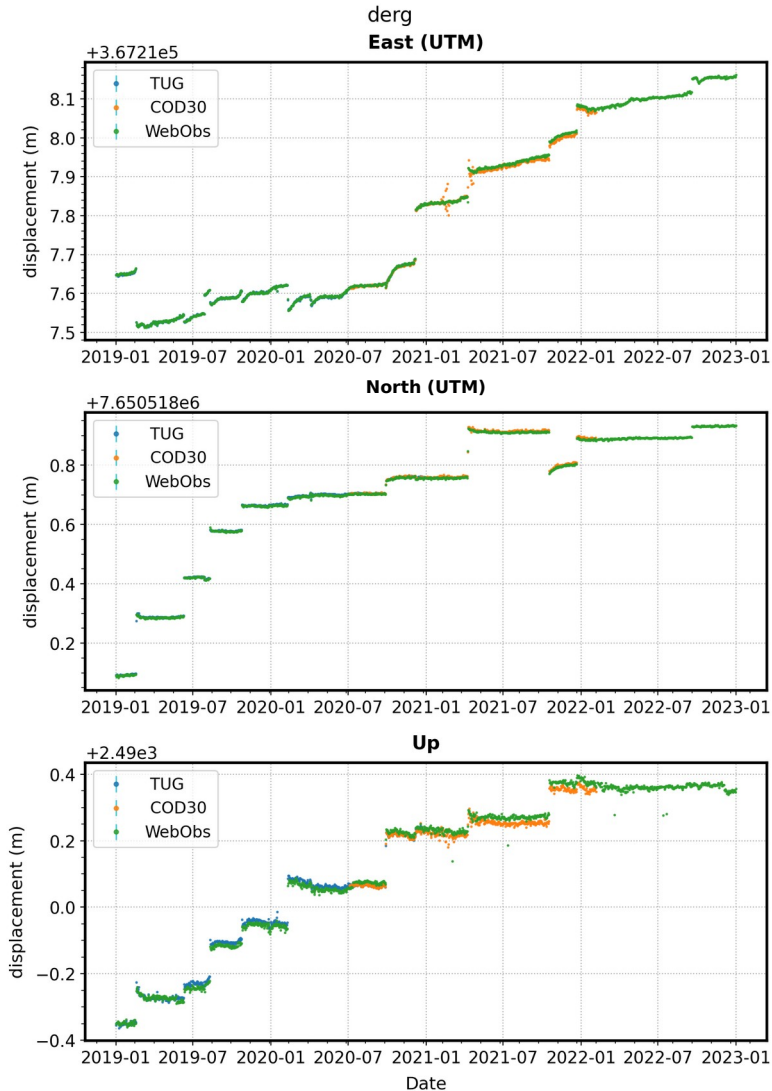 derg
East (UTM)
+3.6721e5
TUG
COD30
WebObs
displacement (m)
8.1
8.0
7.9
7.8
7.7
7.6
7.5
2019-01 2019-07 2020-01 2020-07 2021-01 2021-07 2022-01 2022-07 2023-01
North (UTM)
+7.650518e6
TUG
COD30
WebObs
displacement (m)
0.8
0.6
0.4
0.2
2019-01 2019-07 2020-01 2020-07 2021-01 2021-07 2022-01 2022-07 2023-01
Up
+2.49e3
TUG
COD30
WebObs
displacement (m)
0.4
0.2
0.0
−0.2
−0.4
2019-01 2019-07 2020-01 2020-07 2021-01 2021-07 2022-01 2022-07 2023-01
Date